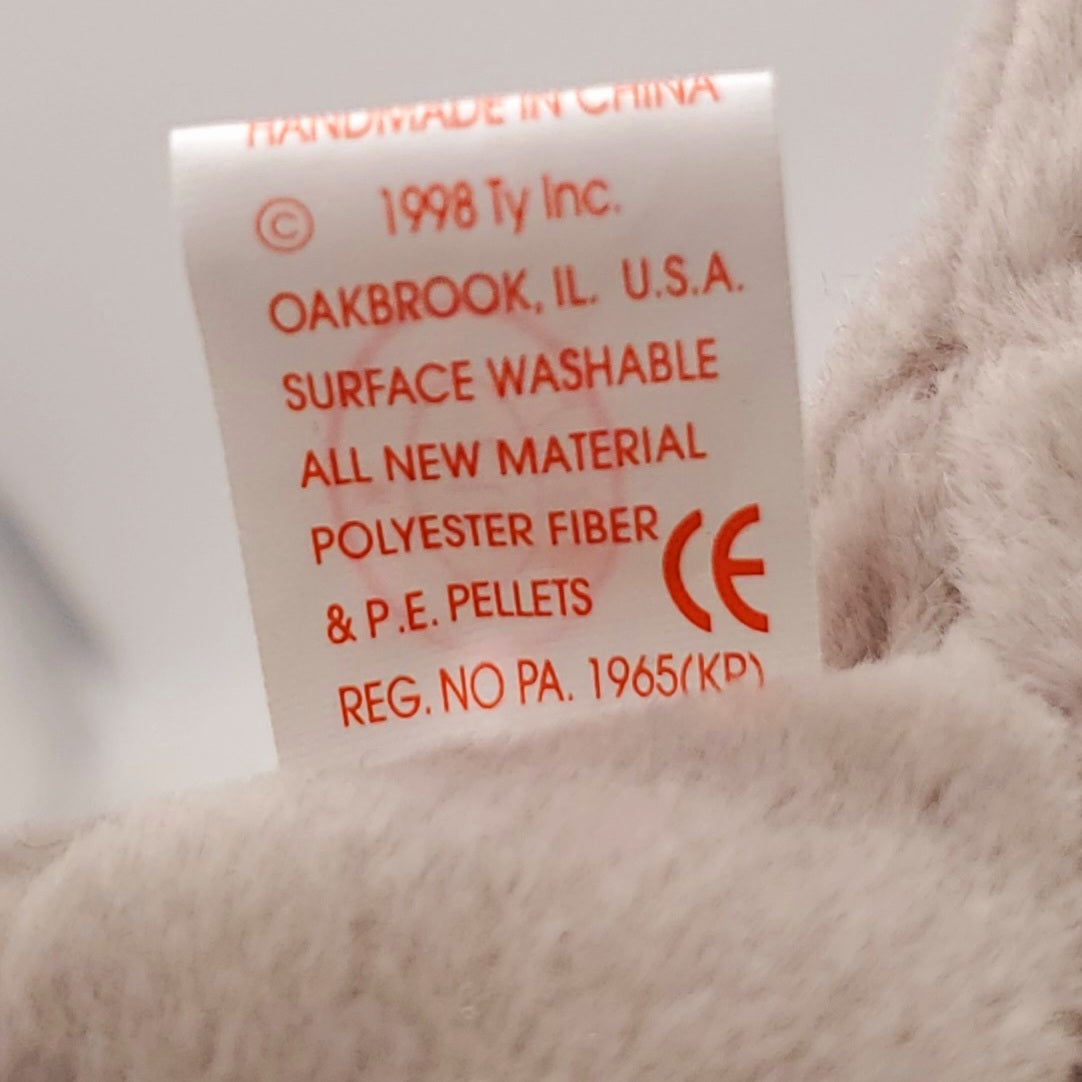 HANDMADE IN CHINA
© 1998 Ty Inc.
OAKBROOK, IL. U.S.A.
SURFACE WASHABLE
ALL NEW MATERIAL
POLYESTER FIBER
& P.E. PELLETS
CE
REG. NO PA. 1965(KR)